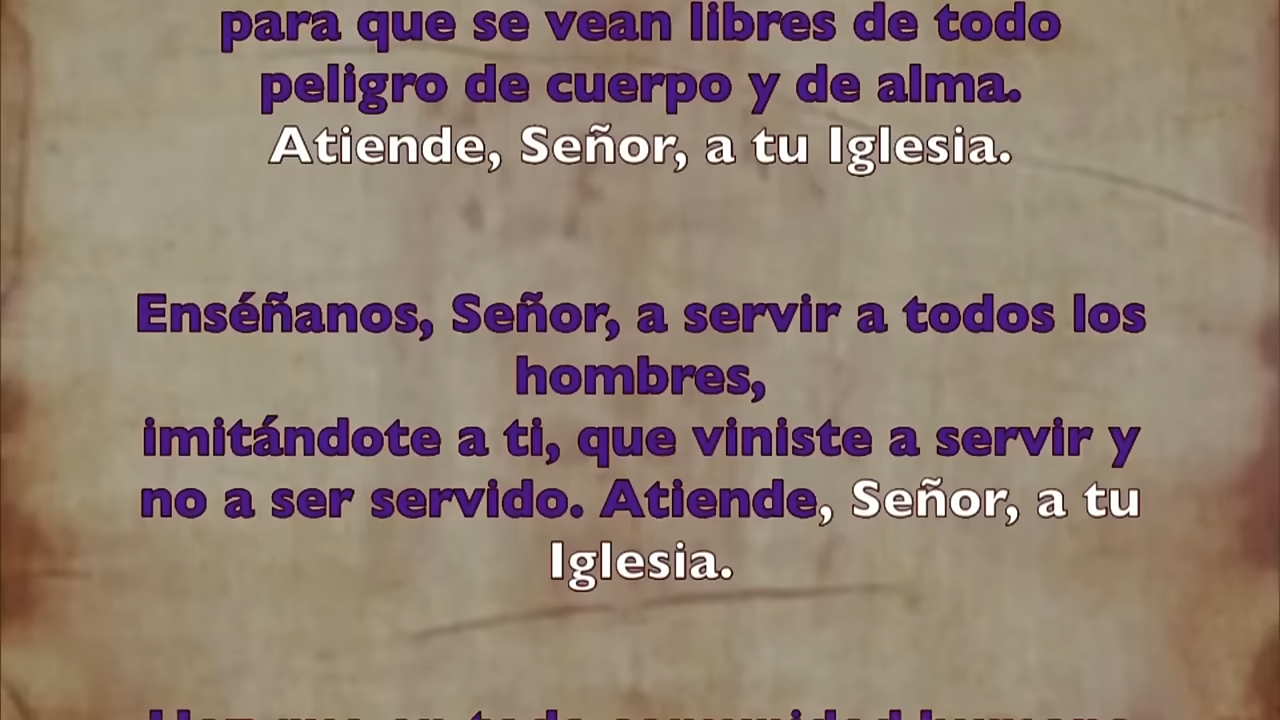 para que se vean libres de todo
peligro de cuerpo y de alma.
Atiende, Señor, a tu Iglesia.
Enséñanos, Señor, a servir a todos los
hombres,
imitándote a ti, que viniste a servir y
no a ser servido. Atiende, Señor, a tu
Iglesia.